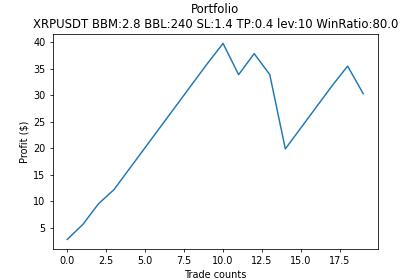 Portfolio
XRPUSDT BBM:2.8 BBL:240 SL:1.4 TP:0.4 lev:10 WinRatio:80.0
40
35
30
25
20
15
10
5
Profit ($)
0.0 2.5 5.0 7.5 10.0 12.5 15.0 17.5
Trade counts